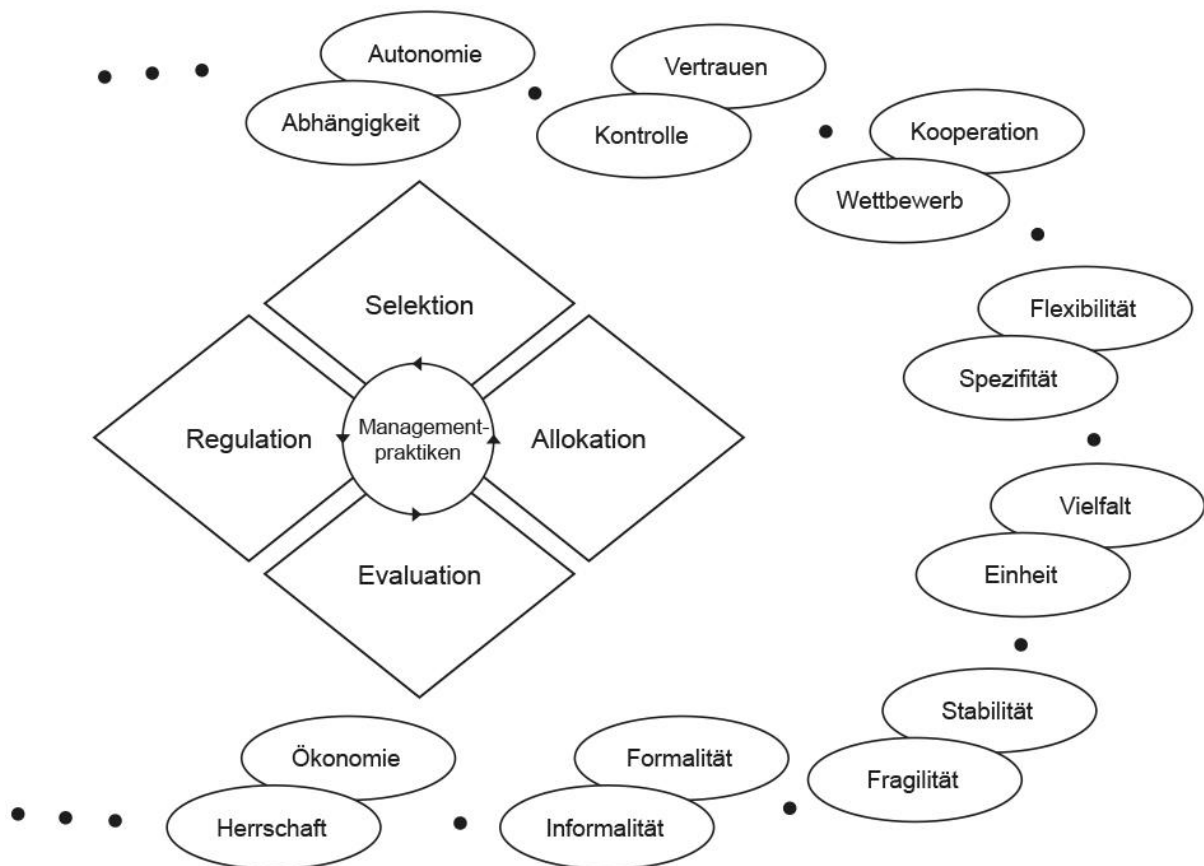 Autonomie
Abhängigkeit
Vertrauen
Kontrolle
Kooperation
Wettbewerb
Flexibilität
Spezifität
Vielfalt
Einheit
Stabilität
Fragilität
Formalität
Informalität
Ökonomie
Herrschaft
Selektion
Regulation
Management-
praktiken
Allokation
Evaluation